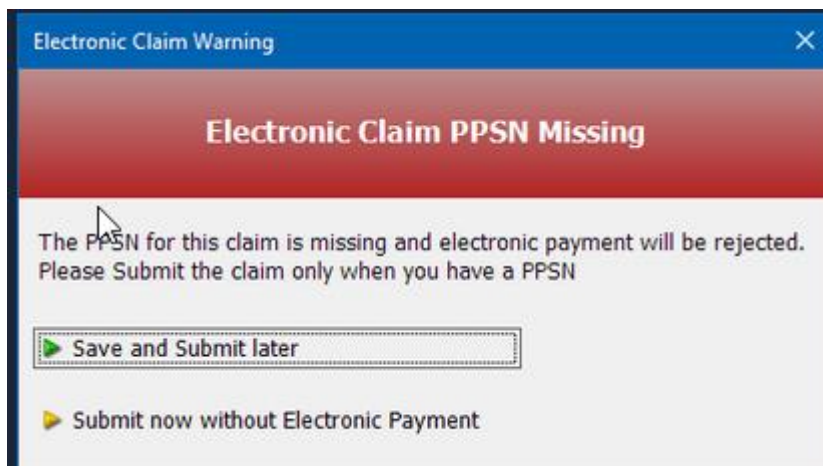 Electronic Claim Warning
Electronic Claim PPSN Missing
The PPSN for this claim is missing and electronic payment will be rejected.
Please Submit the claim only when you have a PPSN
Save and Submit later
Submit now without Electronic Payment